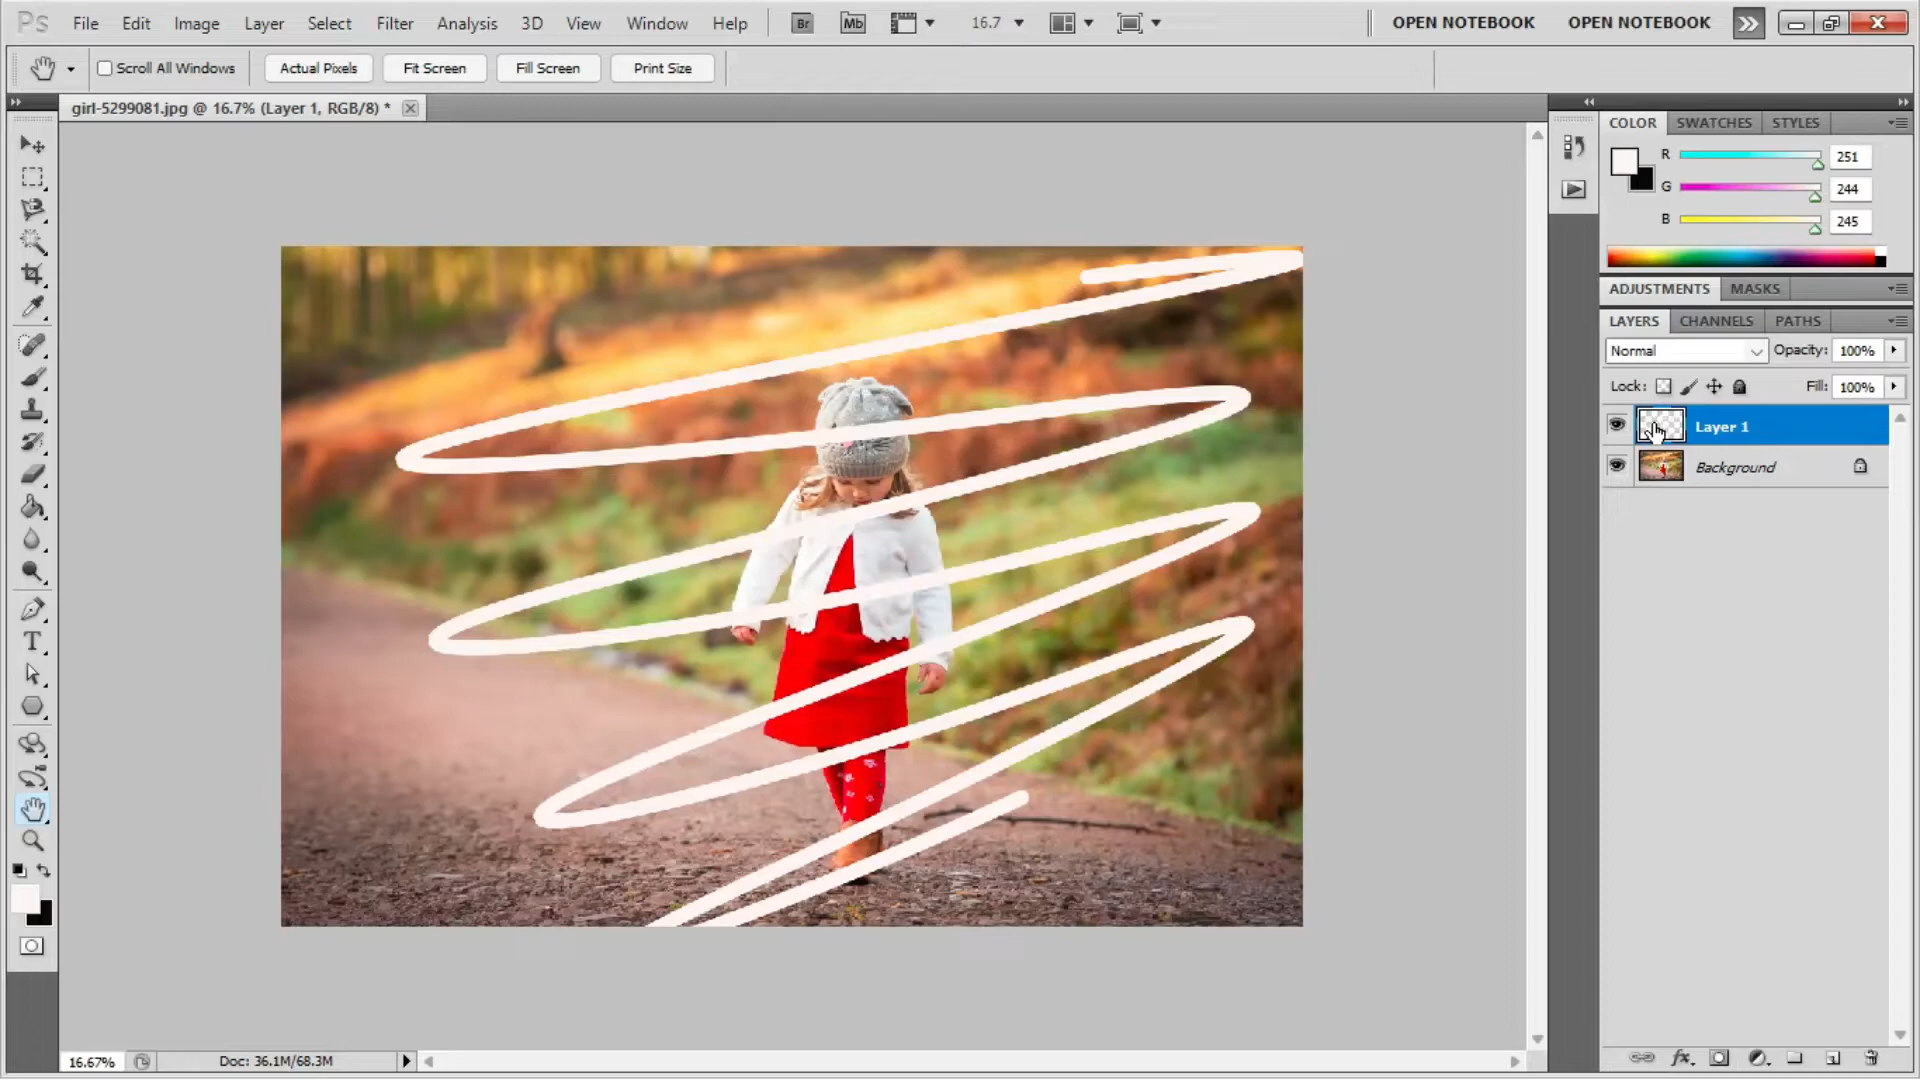 Ps File Edit Image Layer Select Filter Analysis 3D View Window Help Br Mb 16.7 OPEN NOTEBOOK OPEN NOTEBOOK
Scroll All Windows Actual Pixels Fit Screen Fill Screen Print Size
girl-5299081.jpg @ 16.7% (Layer 1, RGB/8) *
COLOR SWATCHES STYLES
R 251
G 244
B 245
ADJUSTMENTS MASKS
LAYERS CHANNELS PATHS
Normal Opacity: 100%
Lock: Fill: 100%
Layer 1
Background
T
fx
16.67% Doc: 36.1M/68.3M